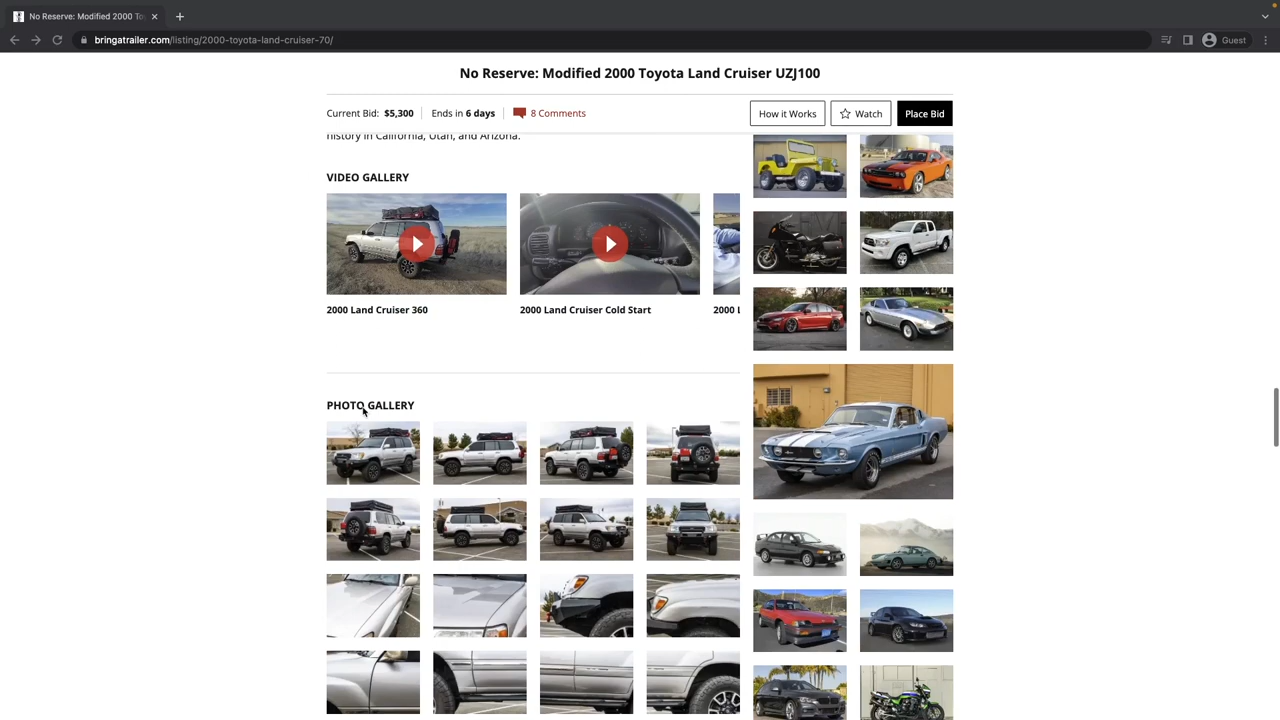 No Reserve: Modified 2000 To
bringatrailer.com/listing/2000-toyota-land-cruiser-70/
Guest
No Reserve: Modified 2000 Toyota Land Cruiser UZJ100
Current Bid: $5,300
Ends in 6 days
8 Comments
How it Works
Watch
Place Bid
history in California, Utah, and Arizona.
VIDEO GALLERY
2000 Land Cruiser 360
2000 Land Cruiser Cold Start
2000 L
PHOTO GALLERY